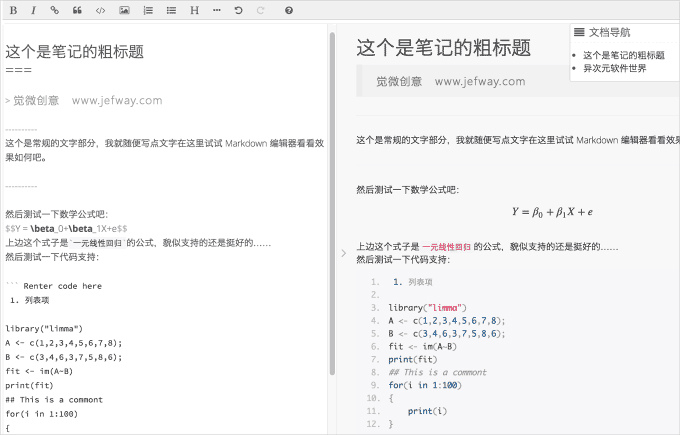 B I H
这个是笔记的粗标题
===
> 觉微创意 www.jefway.com
----------
这个是常规的文字部分，我就随便写点文字在这里试试 Markdown 编辑器看看效
果如何吧。
----------
然后测试一下数学公式吧：
$$Y = \beta_0+\beta_1X+e$$
上边这个式子是`一元线性回归`的公式，貌似支持的还是挺好的……
然后测试一下代码支持：
``` Renter code here
1. 列表项
library("limma")
A <- c(1,2,3,4,5,6,7,8);
B <- c(3,4,6,3,7,5,8,6);
fit <- im(A~B)
print(fit)
## This is a commont
for(i in 1:100)
{
这个是笔记的粗标题
觉微创意 www.jefway.com
这个是常规的文字部分，我就随便写点文字在这里试试 Markdown 编辑器看看效
然后测试一下数学公式吧：
Y = β0 + β1X + e
上边这个式子是 一元线性回归 的公式，貌似支持的还是挺好的……
然后测试一下代码支持：
1. 1. 列表项
2.
3. library("limma")
4. A <- c(1,2,3,4,5,6,7,8);
5. B <- c(3,4,6,3,7,5,8,6);
6. fit <- im(A~B)
7. print(fit)
8. ## This is a commont
9. for(i in 1:100)
10. {
11. print(i)
12. }
文档导航
• 这个是笔记的粗标题
• 异次元软件世界